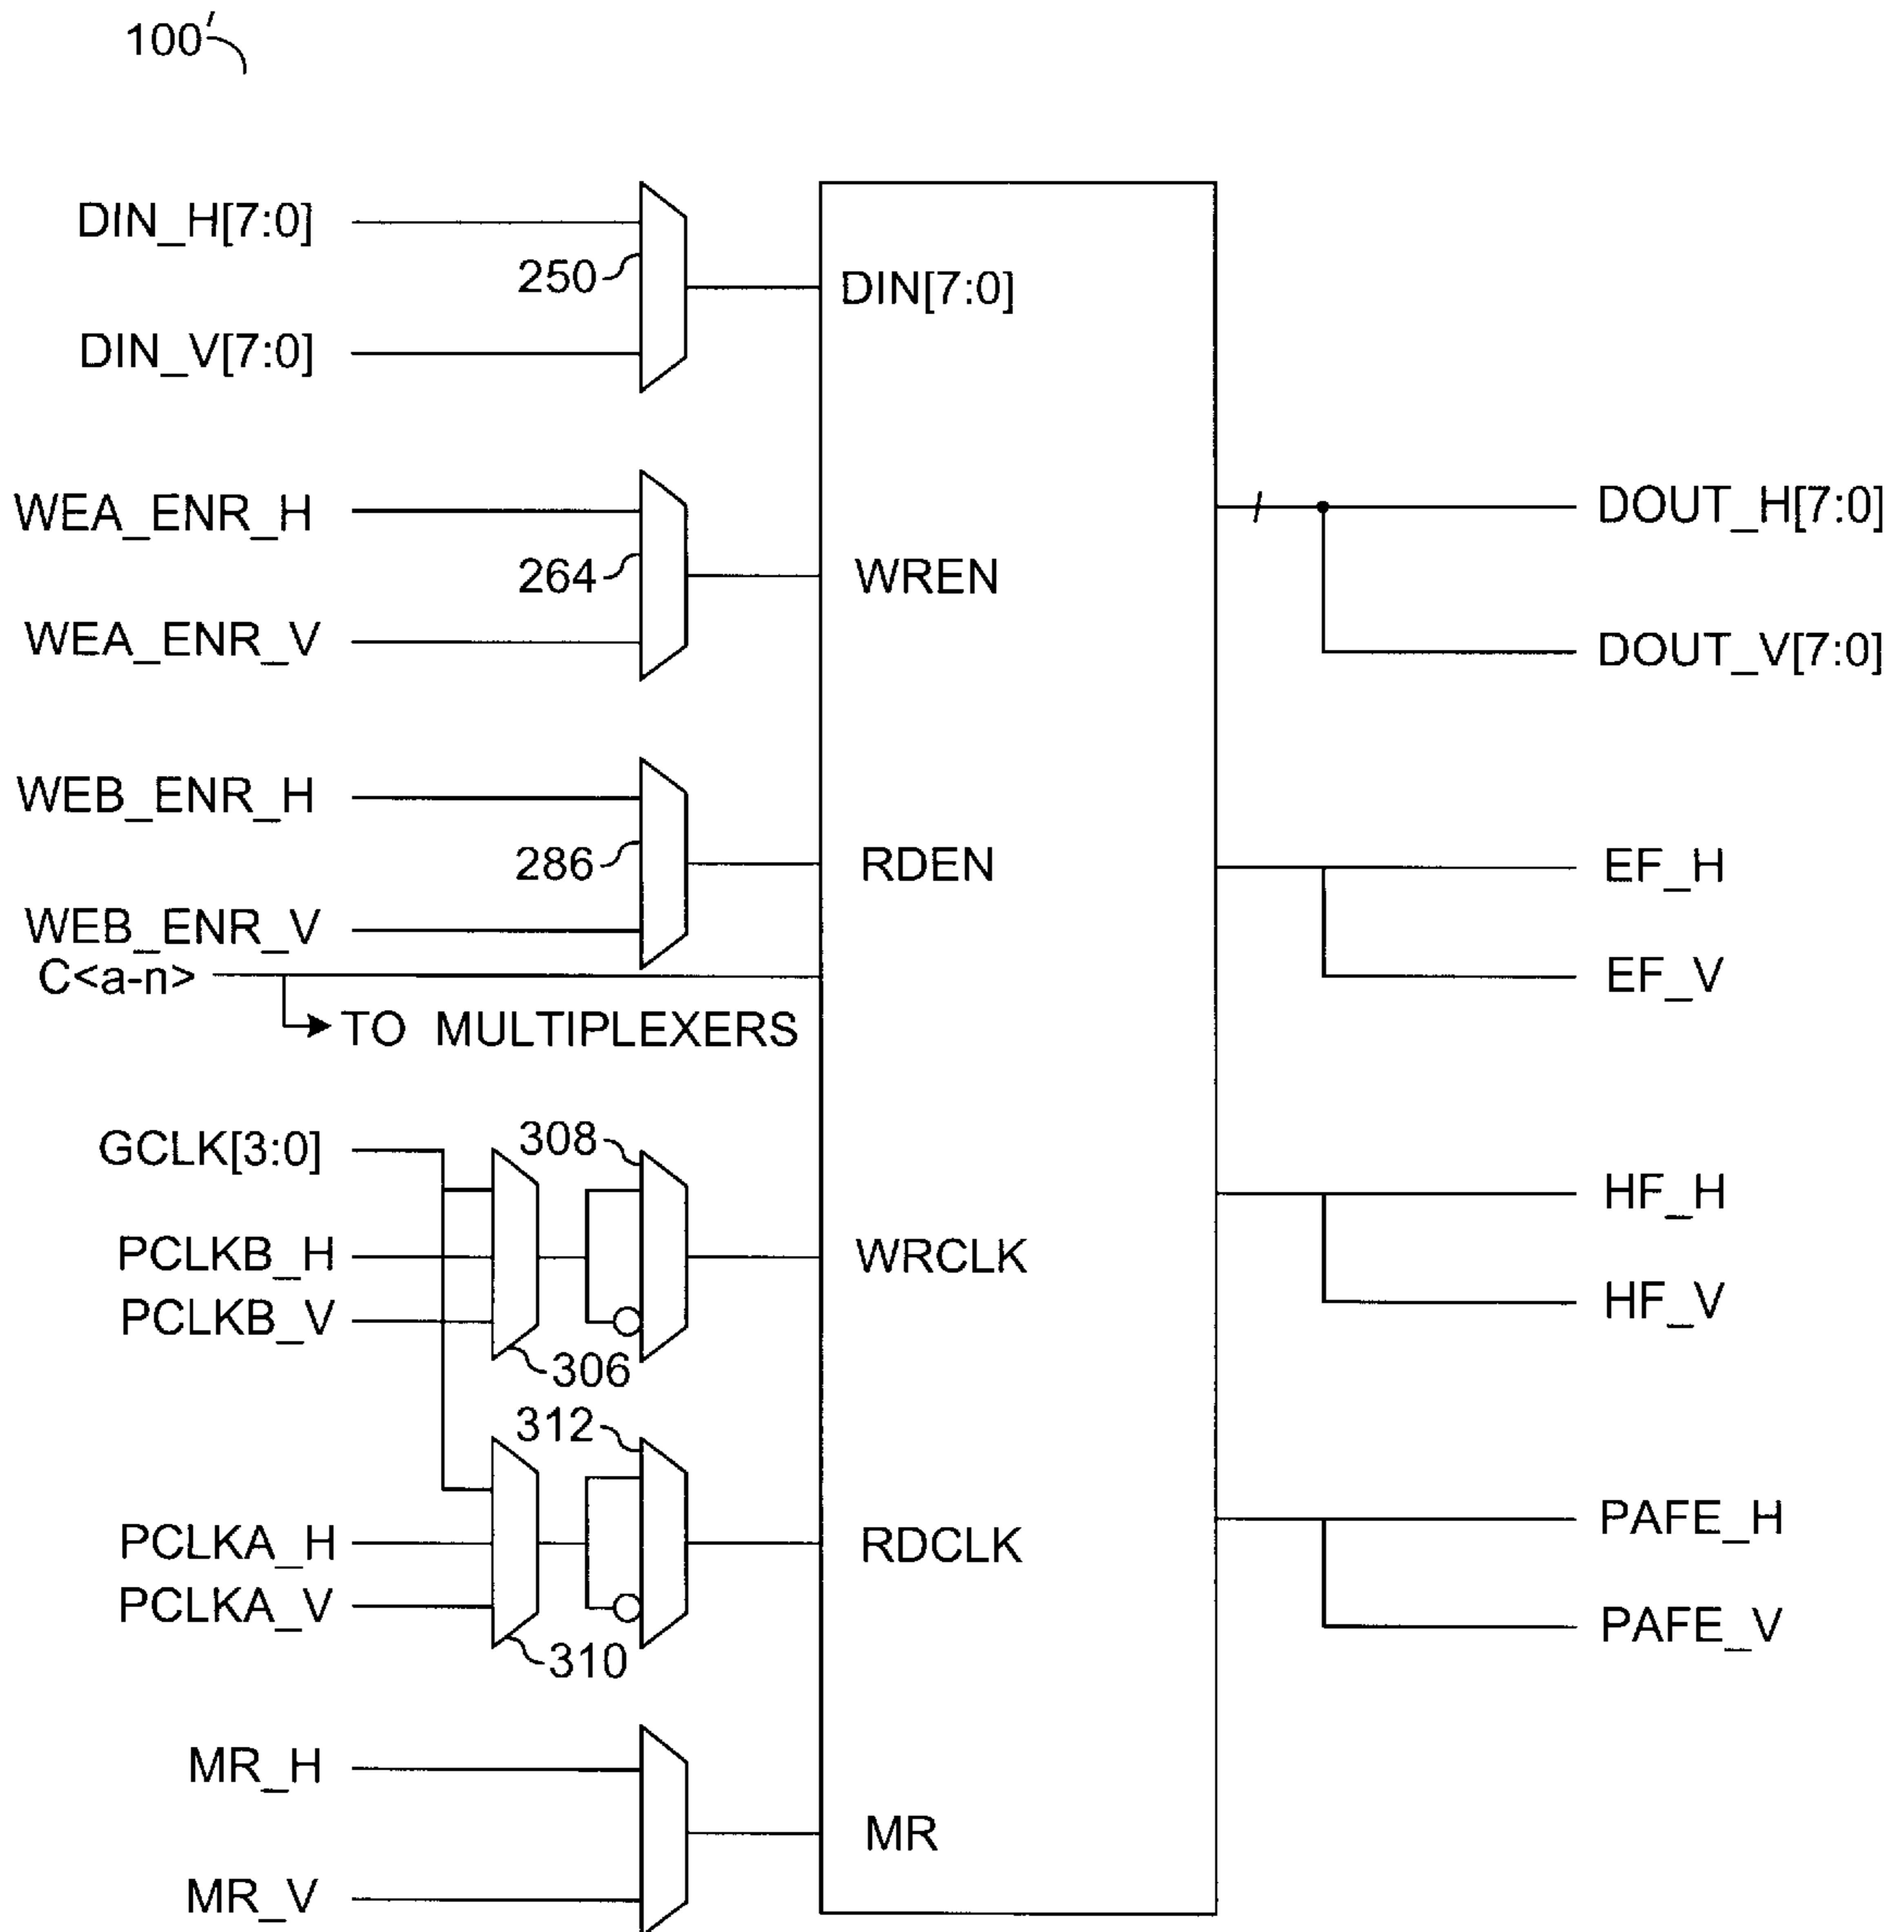 100′
DIN_H[7:0]
250
DIN[7:0]
DIN_V[7:0]
WEA_ENR_H
DOUT_H[7:0]
264
WREN
WEA_ENR_V
DOUT_V[7:0]
WEB_ENR_H
286
RDEN
EF_H
WEB_ENR_V
C<a-n>
EF_V
TO MULTIPLEXERS
GCLK[3:0]
308
HF_H
PCLKB_H
WRCLK
PCLKB_V
HF_V
306
312
PAFE_H
PCLKA_H
RDCLK
PCLKA_V
PAFE_V
310
MR_H
MR
MR_V